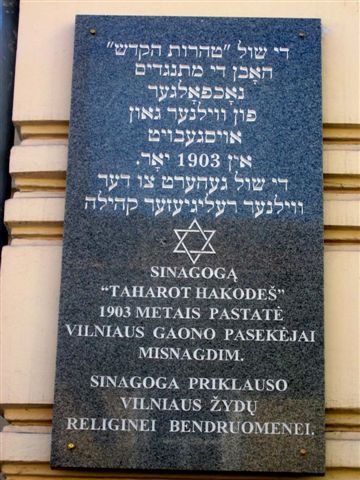 די שול "טהרות הקדש"
האָבן די מתנגדים
נאָכפאָלגער
פון ווילנער גאון
אויסגעבויט
אין 1903 יאָר.
די שול געהערט צו דער
ווילנער רעליגיעזער קהילה
SINAGOGĄ
“TAHAROT HAKODEŠ”
1903 METAIS PASTATĖ
VILNIAUS GAONO PASEKĖJAI
MISNAGDIM.
SINAGOGA PRIKLAUSO
VILNIAUS ŽYDŲ
RELIGINEI BENDRUOMENEI.